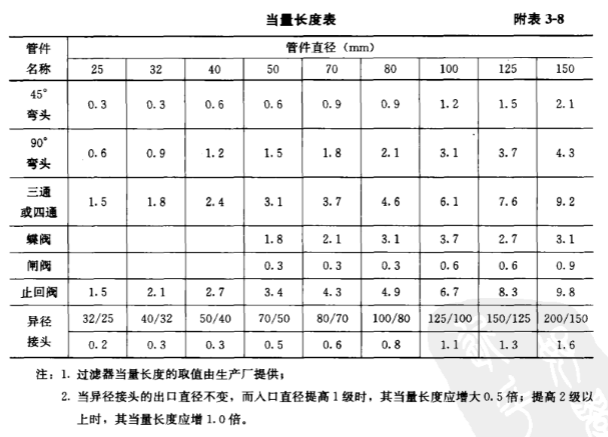 当量长度表 附表 3-8
管件名称 管件直径（mm）
25 32 40 50 70 80 100 125 150
45°弯头 0.3 0.3 0.6 0.6 0.9 0.9 1.2 1.5 2.1
90°弯头 0.6 0.9 1.2 1.5 1.8 2.1 3.1 3.7 4.3
三通或四通 1.5 1.8 2.4 3.1 3.7 4.6 6.1 7.6 9.2
蝶阀 1.8 2.1 3.1 3.7 2.7 3.1
闸阀 0.3 0.3 0.3 0.6 0.6 0.9
止回阀 1.5 2.1 2.7 3.4 4.3 4.9 6.7 8.3 9.8
异径接头 32/25 40/32 50/40 70/50 80/70 100/80 125/100 150/125 200/150
0.2 0.3 0.3 0.5 0.6 0.8 1.1 1.3 1.6
注：1. 过滤器当量长度的取值由生产厂提供；
2. 当异径接头的出口直径不变，而入口直径提高1级时，其当量长度应增大0.5倍；提高2级以
上时，其当量长度应增1.0倍。